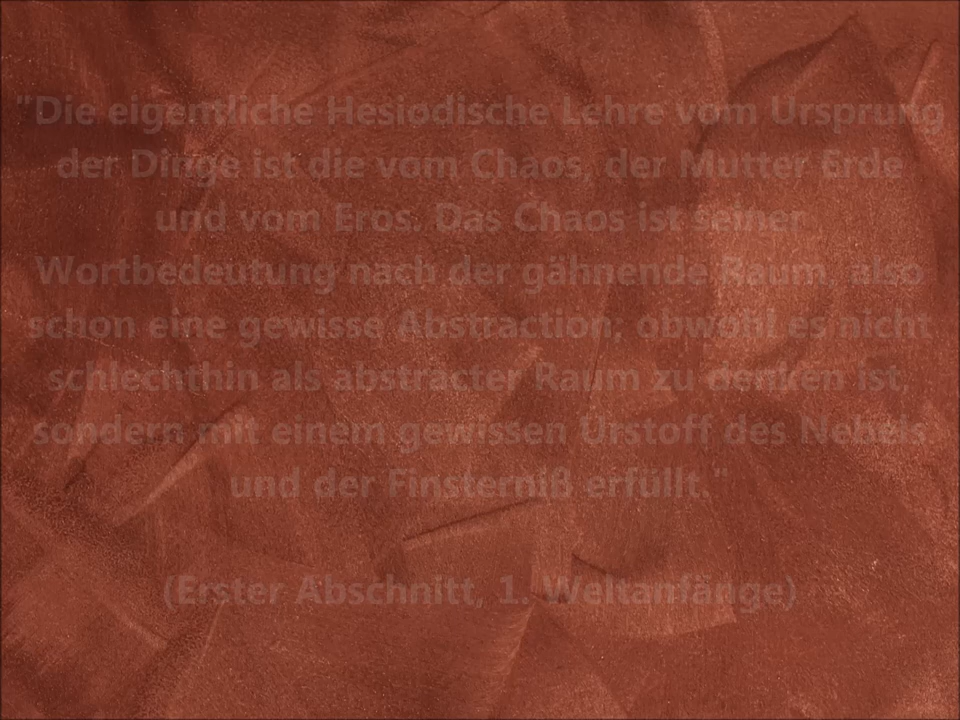 "Die eigentliche Hesiodische Lehre vom Ursprung
der Dinge ist die vom Chaos, der Mutter Erde
und vom Eros. Das Chaos ist seiner
Wortbedeutung nach der gähnende Raum, also
schon eine gewisse Abstraction, obwohl es nicht
schlechthin als abstracter Raum zu denken ist,
sondern mit einem gewissen Urstoff des Nebels
und der Finsterniß erfüllt."
(Erster Abschnitt, 1. Weltanfänge)